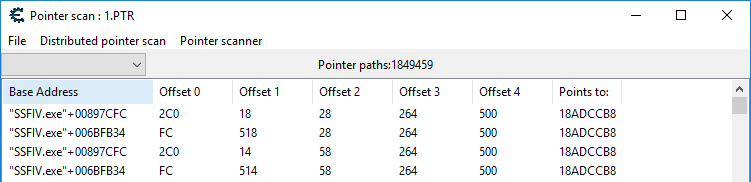 Pointer scan : 1.PTR
File Distributed pointer scan Pointer scanner
Pointer paths:1849459
Base Address Offset 0 Offset 1 Offset 2 Offset 3 Offset 4 Points to:
"SSFIV.exe"+00897CFC 2C0 18 28 264 500 18ADCCB8
"SSFIV.exe"+006BFB34 FC 518 28 264 500 18ADCCB8
"SSFIV.exe"+00897CFC 2C0 14 58 264 500 18ADCCB8
"SSFIV.exe"+006BFB34 FC 514 58 264 500 18ADCCB8